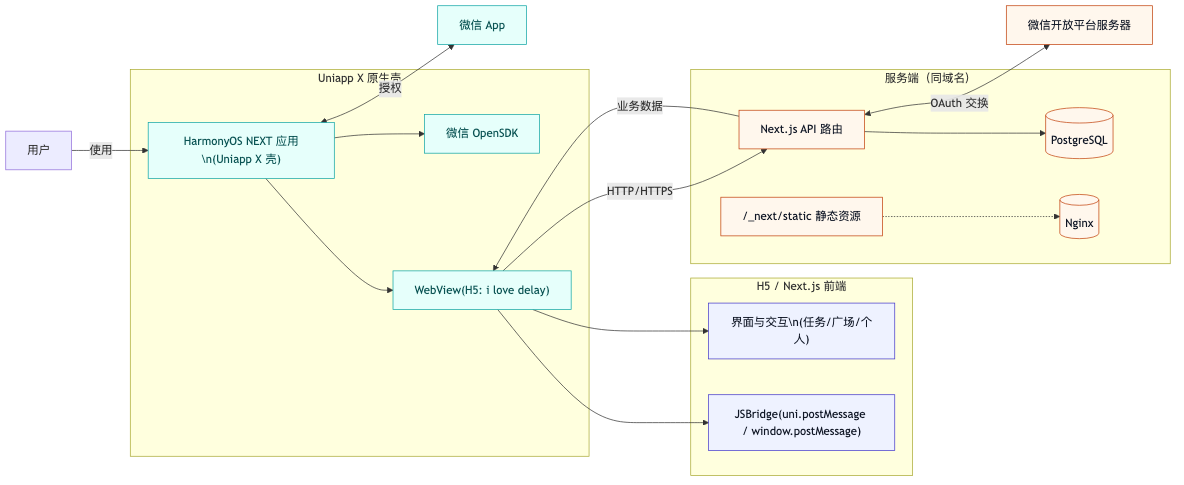 微信 App
微信开放平台服务器
Uniapp X 原生壳
授权
服务端（同域名）
业务数据
OAuth 交换
Next.js API 路由
PostgreSQL
用户
使用
HarmonyOS NEXT 应用
\n(Uniapp X 壳)
微信 OpenSDK
HTTP/HTTPS
/_next/static 静态资源
Nginx
WebView(H5: i love delay)
H5 / Next.js 前端
界面与交互\n(任务/广场/个
人)
JSBridge(uni.postMessage
/ window.postMessage)